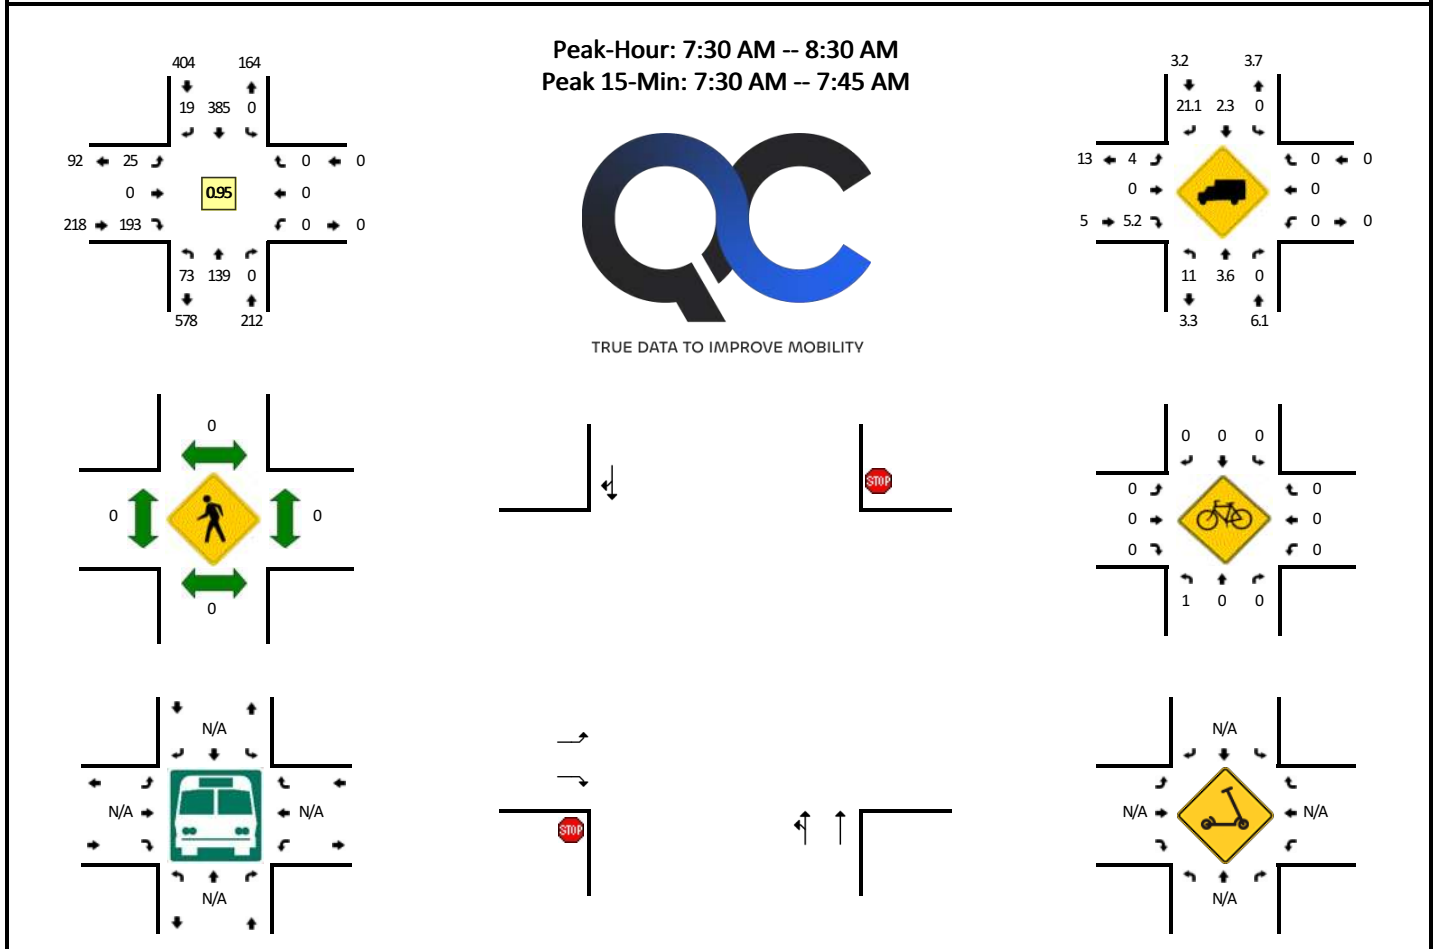 Peak-Hour: 7:30 AM -- 8:30 AM
Peak 15-Min: 7:30 AM -- 7:45 AM
404 164
19 385 0
92 25 0 0
0 0.95 0
218 193 0 0
73 139 0
578 212
QC
TRUE DATA TO IMPROVE MOBILITY
3.2 3.7
21.1 2.3 0
13 4 0 0
0 0
5 5.2 0 0
11 3.6 0
3.3 6.1
0
0 0
0
STOP
STOP
0 0 0
0 0
0 0
0 0
1 0 0
N/A
N/A N/A
N/A
N/A
N/A N/A
N/A